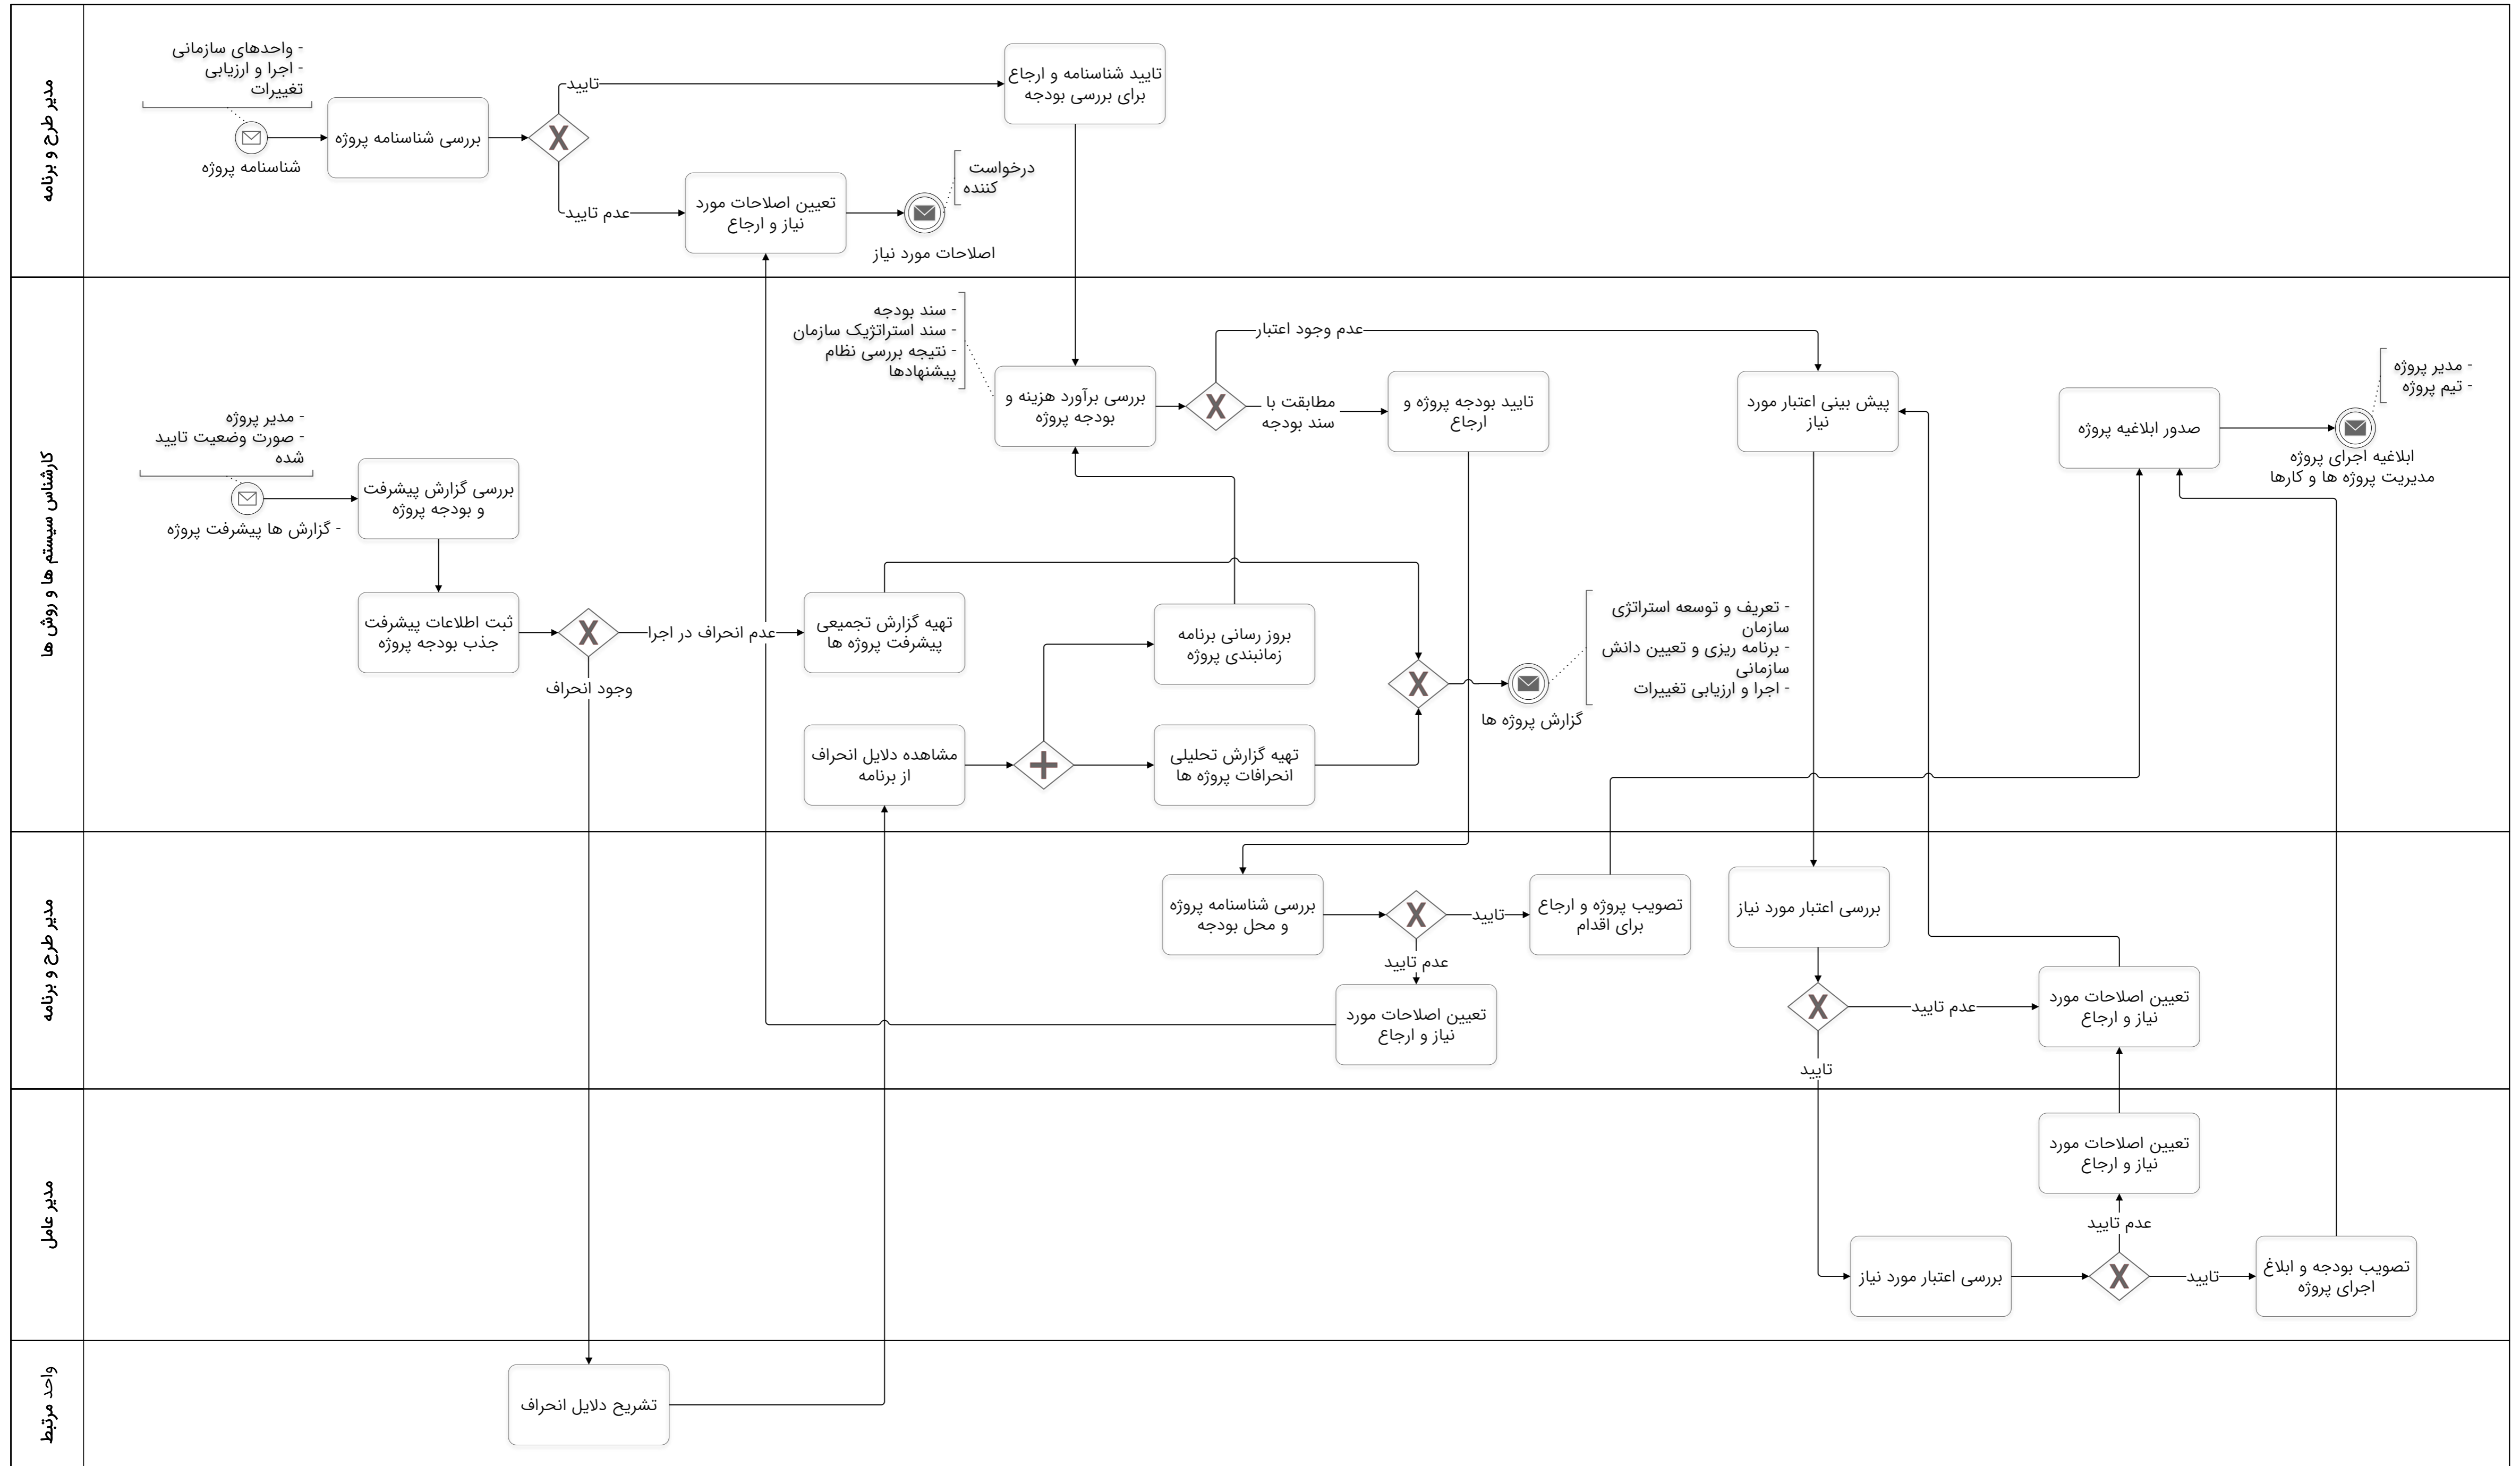 مدیر طرح و برنامه
- واحدهای سازمانی
- اجرا و ارزیابی
تغییرات
شناسنامه پروژه
بررسی شناسنامه پروژه
تایید
عدم تایید
تایید شناسنامه و ارجاع
برای بررسی بودجه
تعیین اصلاحات مورد
نیاز و ارجاع
درخواست
کننده
اصلاحات مورد نیاز
کارشناس سیستم ها و روش ها
- سند بودجه
- سند استراتژیک سازمان
- نتیجه بررسی نظام
پیشنهادها
بررسی برآورد هزینه و
بودجه پروژه
عدم وجود اعتبار
مطابقت با
سند بودجه
تایید بودجه پروژه و
ارجاع
پیش بینی اعتبار مورد
نیاز
صدور ابلاغیه پروژه
- مدیر پروژه
- تیم پروژه
ابلاغیه اجرای پروژه
مدیریت پروژه ها و کارها
- مدیر پروژه
- صورت وضعیت تایید
شده
- گزارش ها پیشرفت پروژه
بررسی گزارش پیشرفت
و بودجه پروژه
ثبت اطلاعات پیشرفت
جذب بودجه پروژه
عدم انحراف در اجرا
وجود انحراف
تهیه گزارش تجمیعی
پیشرفت پروژه ها
بروز رسانی برنامه
زمانبندی پروژه
مشاهده دلایل انحراف
از برنامه
تهیه گزارش تحلیلی
انحرافات پروژه ها
گزارش پروژه ها
- تعریف و توسعه استراتژی
سازمان
- برنامه ریزی و تعیین دانش
سازمانی
- اجرا و ارزیابی تغییرات
مدیر طرح و برنامه
بررسی شناسنامه پروژه
و محل بودجه
تایید
عدم تایید
تصویب پروژه و ارجاع
برای اقدام
تعیین اصلاحات مورد
نیاز و ارجاع
بررسی اعتبار مورد نیاز
عدم تایید
تایید
تعیین اصلاحات مورد
نیاز و ارجاع
مدیر عامل
تعیین اصلاحات مورد
نیاز و ارجاع
عدم تایید
بررسی اعتبار مورد نیاز
تایید
تصویب بودجه و ابلاغ
اجرای پروژه
واحد مرتبط
تشریح دلایل انحراف